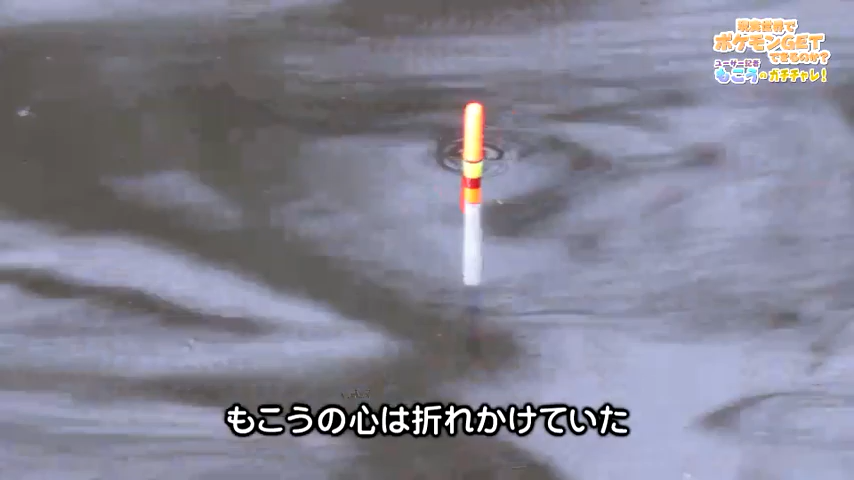 現実世界で
ポケモンGET
できるのか?
ユーザー記者
もこうのガチチャレ!
もこうの心は折れかけていた